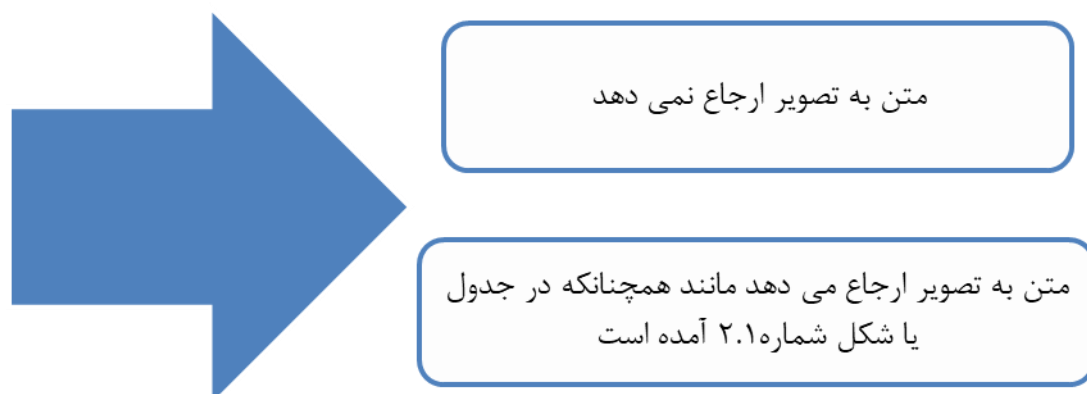 متن به تصویر ارجاع نمی دهد
متن به تصویر ارجاع می دهد مانند همچنانکه در جدول
یا شکل شماره۲.۱ آمده است